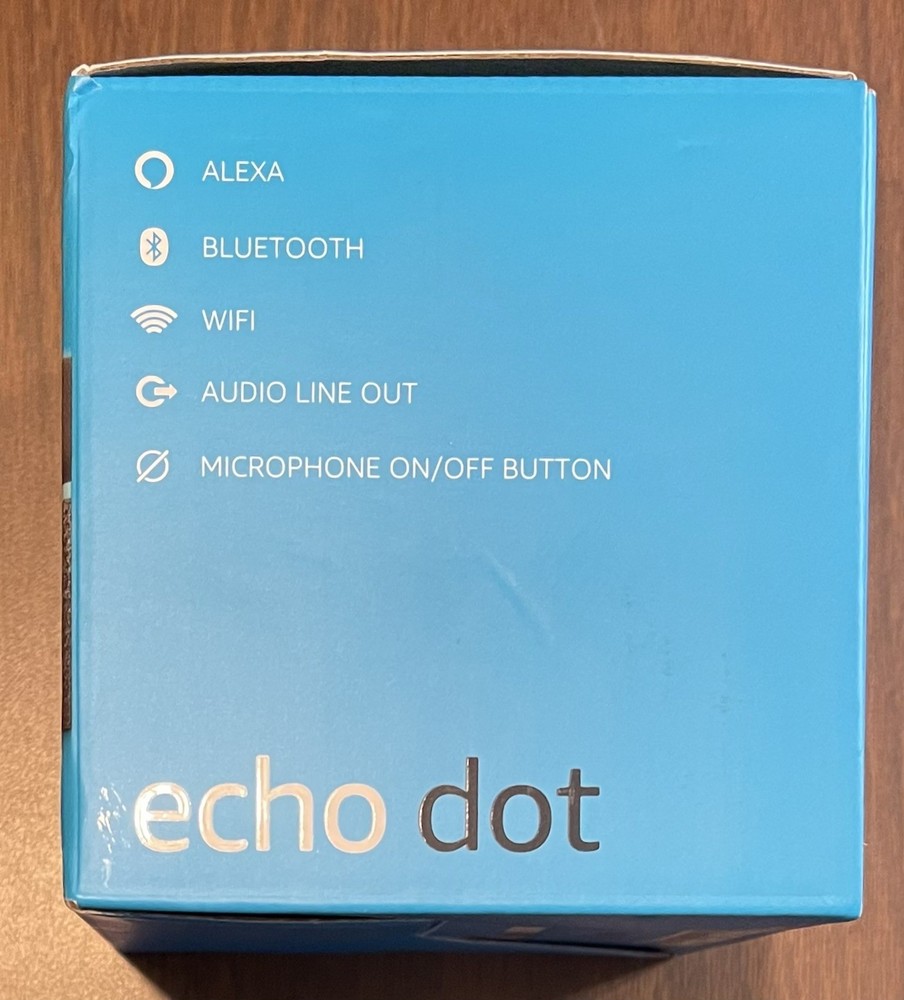 ALEXA
BLUETOOTH
WIFI
AUDIO LINE OUT
MICROPHONE ON/OFF BUTTON
echo dot